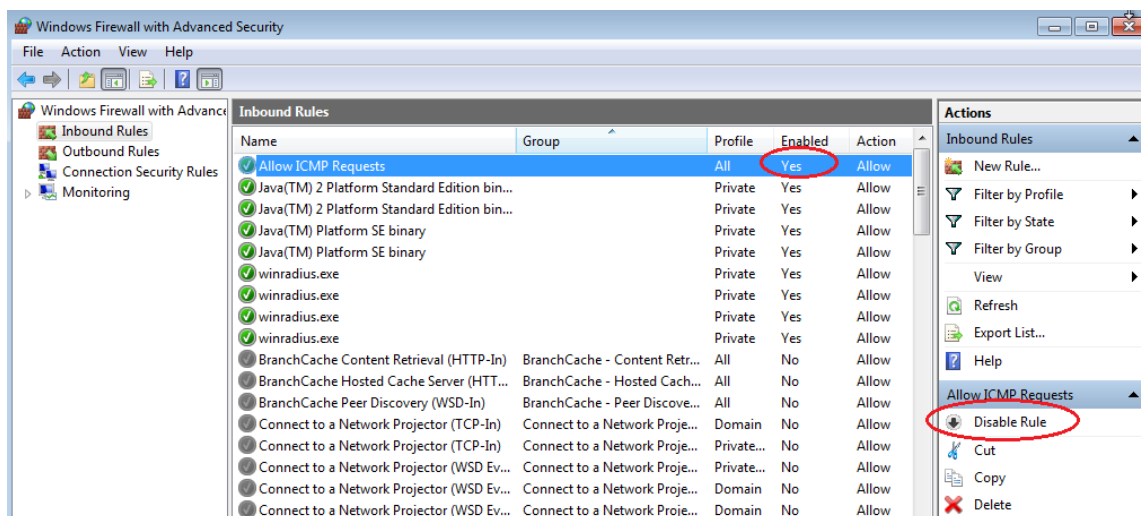 Windows Firewall with Advanced Security
File Action View Help
Windows Firewall with Advance
Inbound Rules
Outbound Rules
Connection Security Rules
Monitoring
Inbound Rules
Name Group Profile Enabled Action
Allow ICMP Requests All Yes Allow
Java(TM) 2 Platform Standard Edition bin... Private Yes Allow
Java(TM) 2 Platform Standard Edition bin... Private Yes Allow
Java(TM) Platform SE binary Private Yes Allow
Java(TM) Platform SE binary Private Yes Allow
winradius.exe Private Yes Allow
winradius.exe Private Yes Allow
winradius.exe Private Yes Allow
winradius.exe Private Yes Allow
BranchCache Content Retrieval (HTTP-In) BranchCache - Content Retr... All No Allow
BranchCache Hosted Cache Server (HTT... BranchCache - Hosted Cach... All No Allow
BranchCache Peer Discovery (WSD-In) BranchCache - Peer Discove... All No Allow
Connect to a Network Projector (TCP-In) Connect to a Network Proje... Domain No Allow
Connect to a Network Projector (TCP-In) Connect to a Network Proje... Private... No Allow
Connect to a Network Projector (WSD Ev... Connect to a Network Proje... Private... No Allow
Connect to a Network Projector (WSD Ev... Connect to a Network Proje... Domain No Allow
Connect to a Network Projector (WSD Ev... Connect to a Network Proje... Domain No Allow
Actions
Inbound Rules
New Rule...
Filter by Profile
Filter by State
Filter by Group
View
Refresh
Export List...
Help
Allow ICMP Requests
Disable Rule
Cut
Copy
Delete